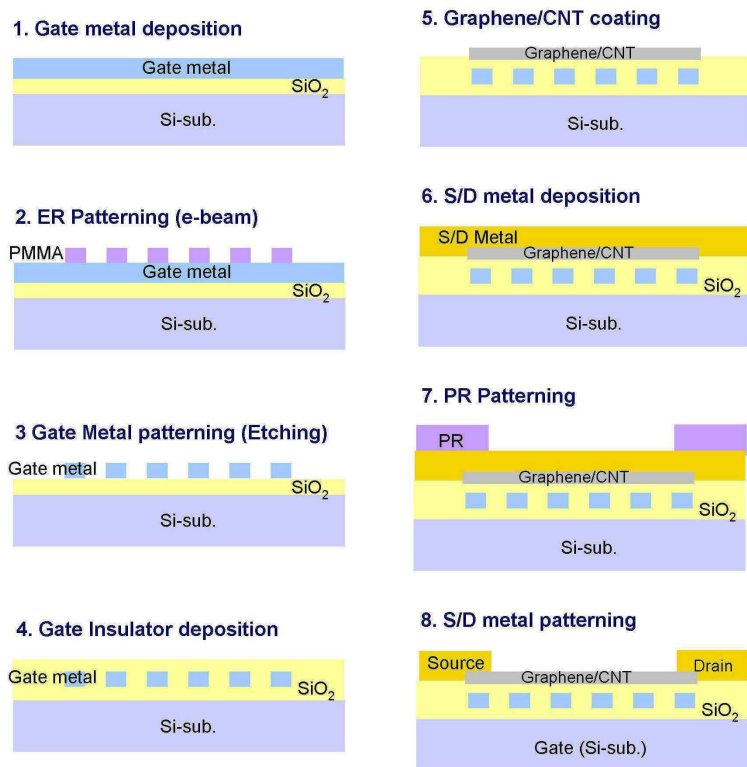 1. Gate metal deposition
Gate metal
SiO₂
Si-sub.
2. ER Patterning (e-beam)
PMMA
Gate metal
SiO₂
Si-sub.
3 Gate Metal patterning (Etching)
Gate metal
SiO₂
Si-sub.
4. Gate Insulator deposition
Gate metal
SiO₂
Si-sub.
5. Graphene/CNT coating
Graphene/CNT
Si-sub.
6. S/D metal deposition
S/D Metal
Graphene/CNT
SiO₂
Si-sub.
7. PR Patterning
PR
Graphene/CNT
SiO₂
Si-sub.
8. S/D metal patterning
Source
Drain
Graphene/CNT
SiO₂
Gate (Si-sub.)